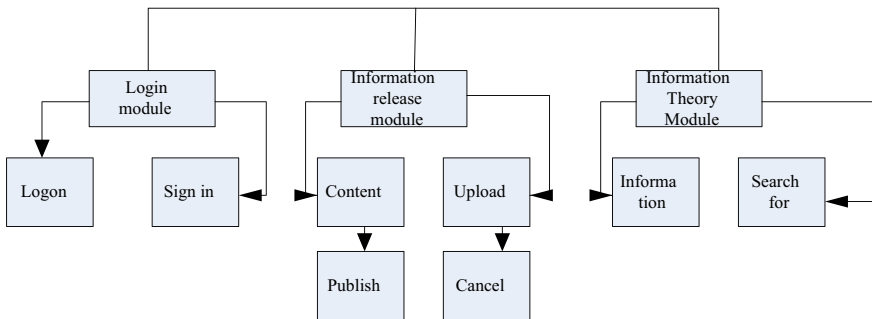 Login
module
Information
release
module
Information
Theory
Module
Logon
Sign in
Content
Upload
Informa
tion
Search
for
Publish
Cancel